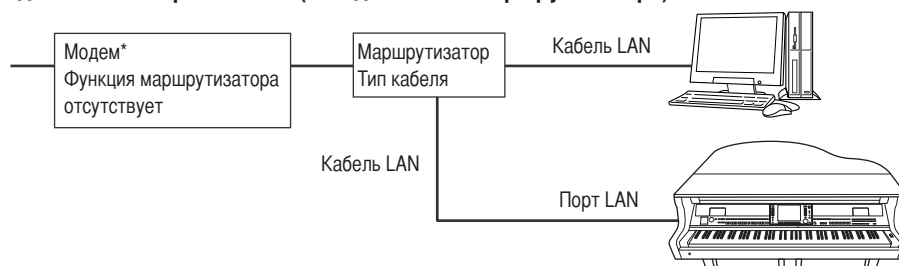 Модем*
Функция маршрутизатора
отсутствует
Маршрутизатор
Тип кабеля
Кабель LAN
Кабель LAN
Порт LAN